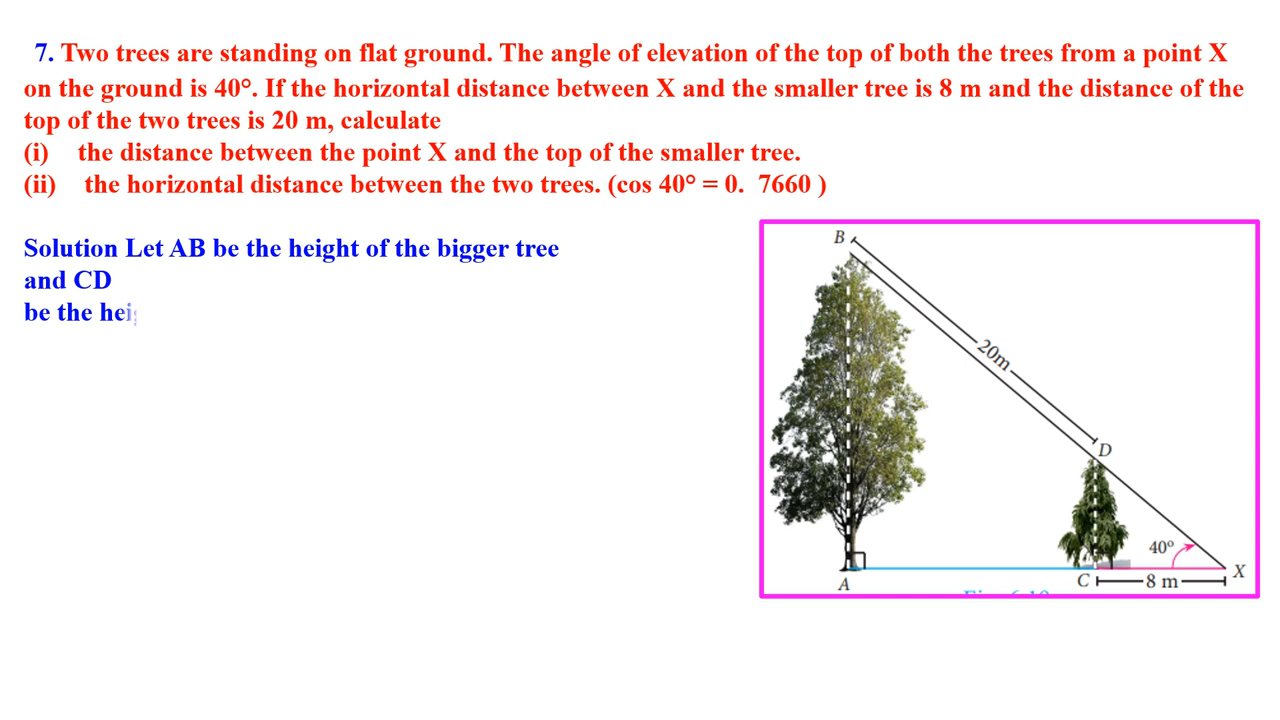 7. Two trees are standing on flat ground. The angle of elevation of the top of both the trees from a point X
on the ground is 40°. If the horizontal distance between X and the smaller tree is 8 m and the distance of the
top of the two trees is 20 m, calculate
(i) the distance between the point X and the top of the smaller tree.
(ii) the horizontal distance between the two trees. (cos 40° = 0. 7660 )
Solution Let AB be the height of the bigger tree
and CD
be the hei
B
20m
D
40°
X
C
8 m
A